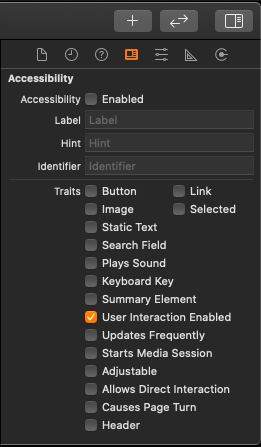 Accessibility
Accessibility Enabled
Label Label
Hint Hint
Identifier Identifier
Traits Button Link
Image Selected
Static Text
Search Field
Plays Sound
Keyboard Key
Summary Element
User Interaction Enabled
Updates Frequently
Starts Media Session
Adjustable
Allows Direct Interaction
Causes Page Turn
Header